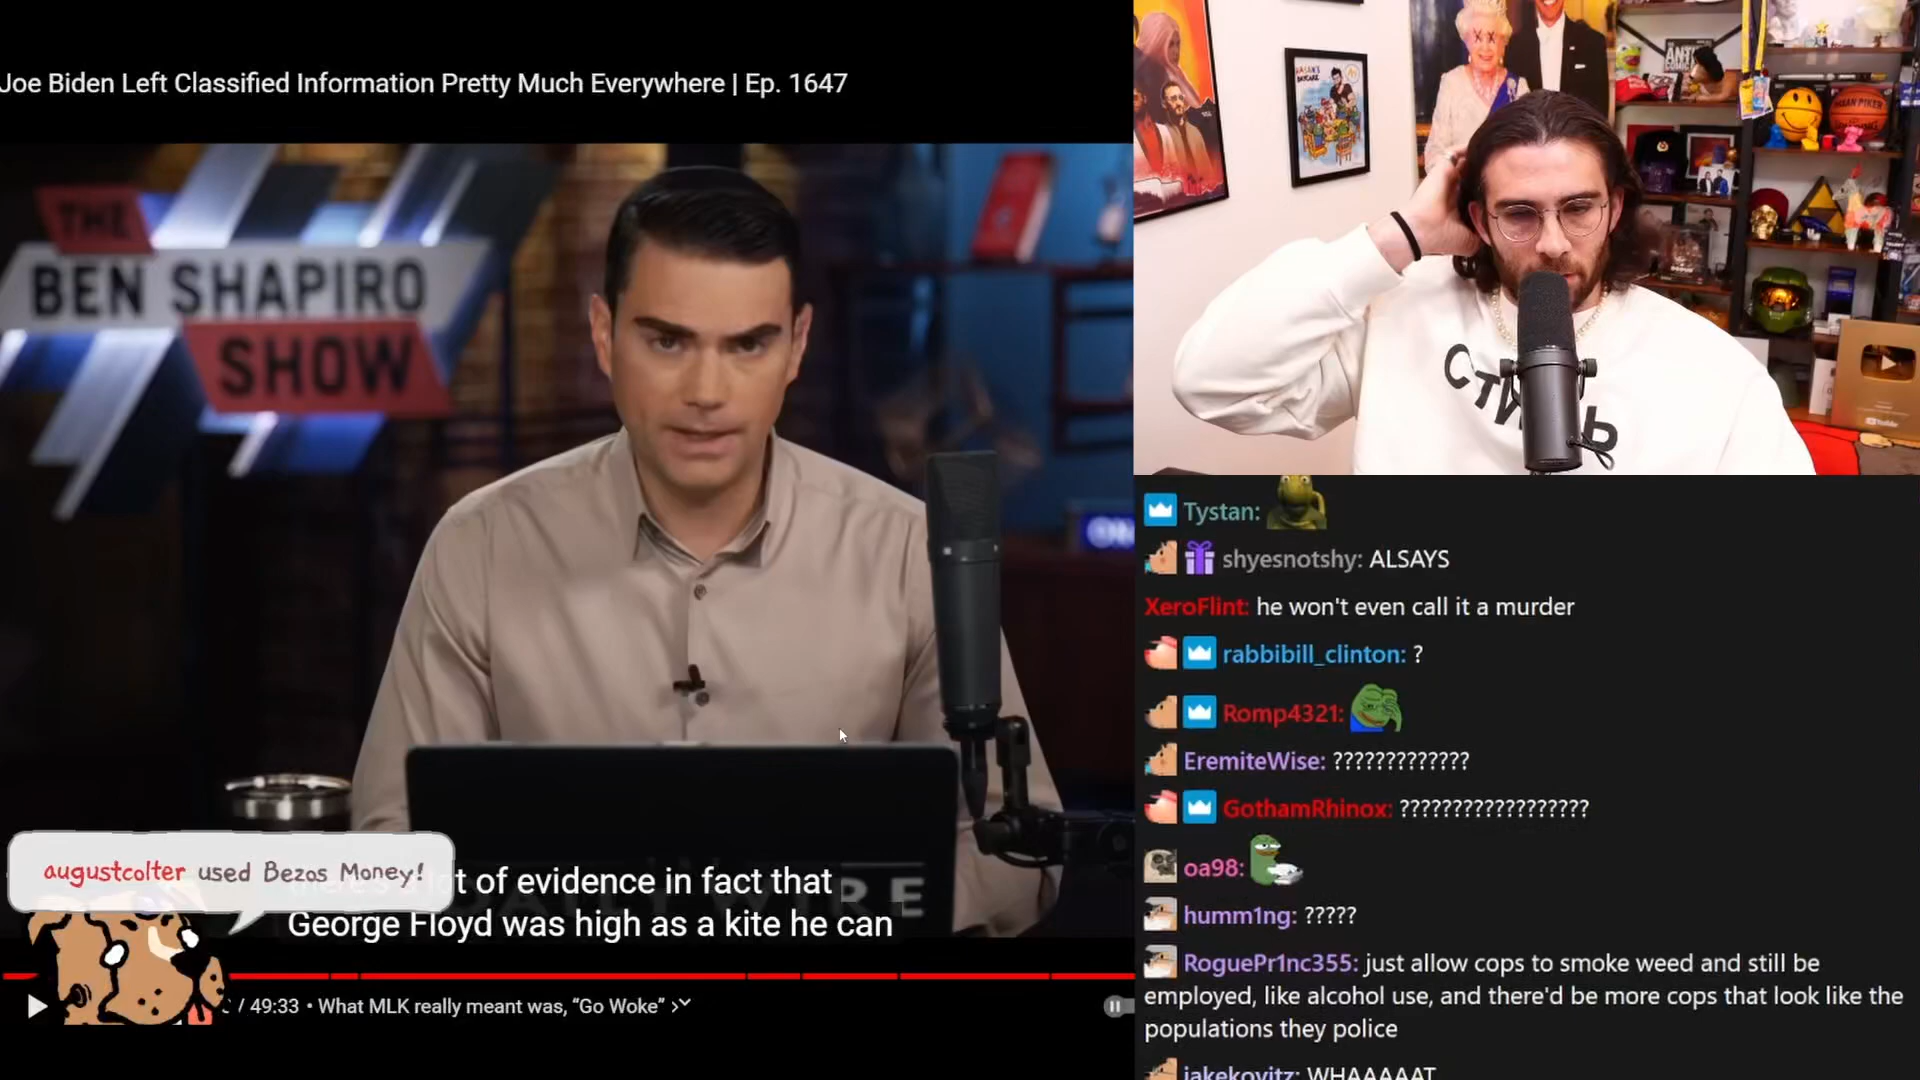 Joe Biden Left Classified Information Pretty Much Everywhere | Ep. 1647
THE
BEN SHAPIRO
SHOW
ON
augustcolter used Bezos Money!
lot of evidence in fact that
George Floyd was high as a kite he can
/ 49:33 • What MLK really meant was, “Go Woke”
Tystan:
shyesnotshy: ALSAYS
XeroFlint: he won't even call it a murder
rabbibill_clinton: ?
Romp4321:
EremiteWise: ?????????????
GothamRhinox: ??????????????????
oa98:
humm1ng: ?????
RoguePr1nc355: just allow cops to smoke weed and still be
employed, like alcohol use, and there'd be more cops that look like the
populations they police
jakekovitz: WHAAAAAT